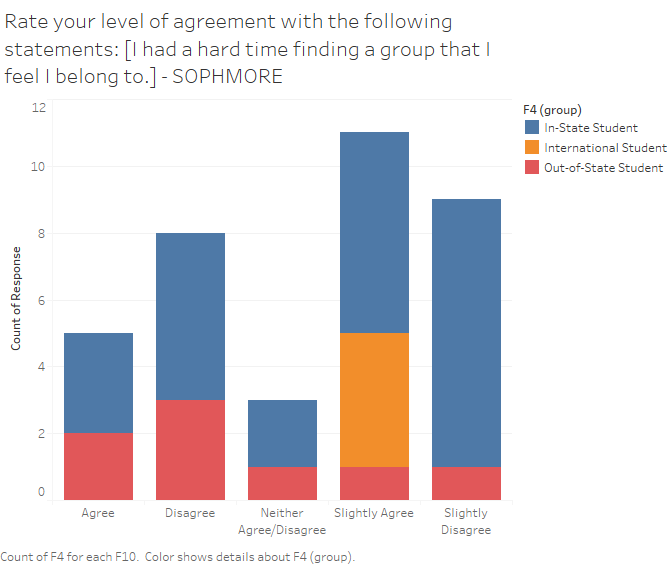 Rate your level of agreement with the following
statements: [I had a hard time finding a group that I
feel I belong to.] - SOPHMORE
F4 (group)
In-State Student
International Student
Out-of-State Student
Count of Response
12
10
8
6
4
2
0
Agree
Disagree
Neither
Agree/Disagree
Slightly Agree
Slightly
Disagree
Count of F4 for each F10.  Color shows details about F4 (group).